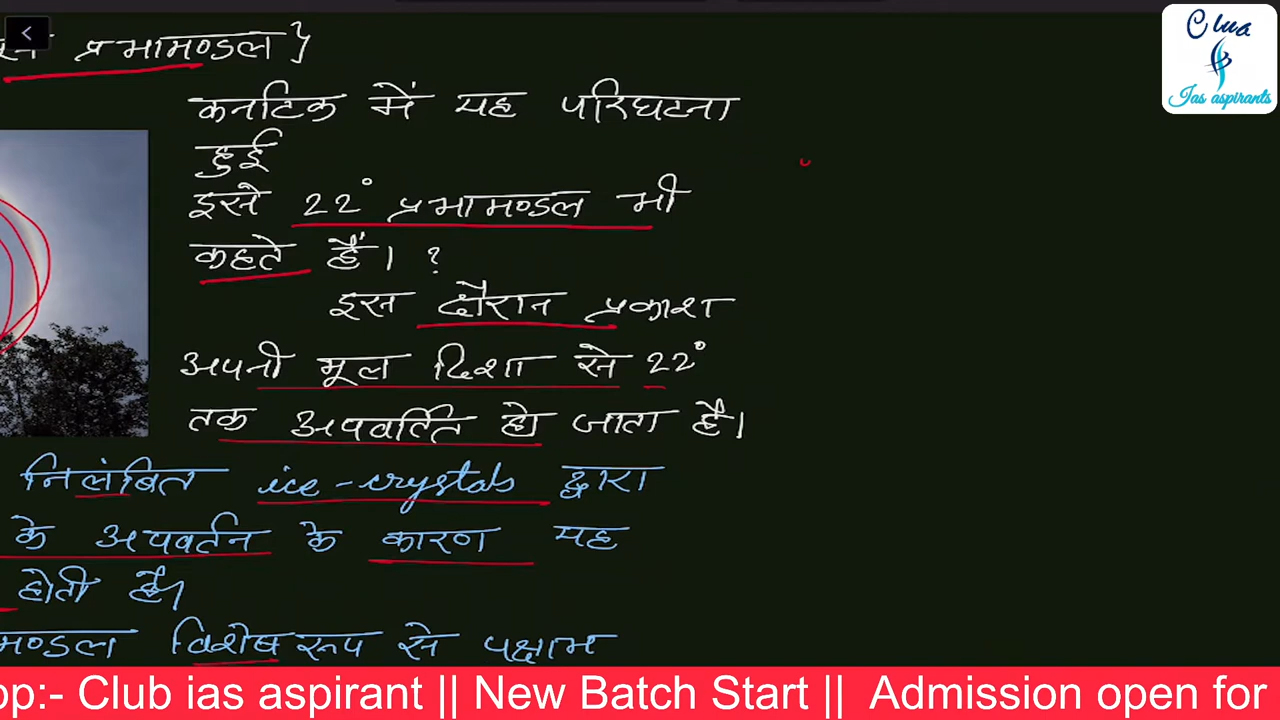 प्रभामण्डल}
कनटिक में यह परिघटना
हुई
इसे 22° प्रभामण्डल भी
कहते हैं। ?
इस दौरान प्रकाश
अपनी मूल दिशा से 22°
तक अपवर्तित हो जाता है।
निलंबित ice-crystals द्वारा
के अपवर्तन के कारण यह
होती है।
मण्डल विशेष रूप से पक्षाभ
Club
Ias aspirants
op:- Club ias aspirant || New Batch Start || Admission open for